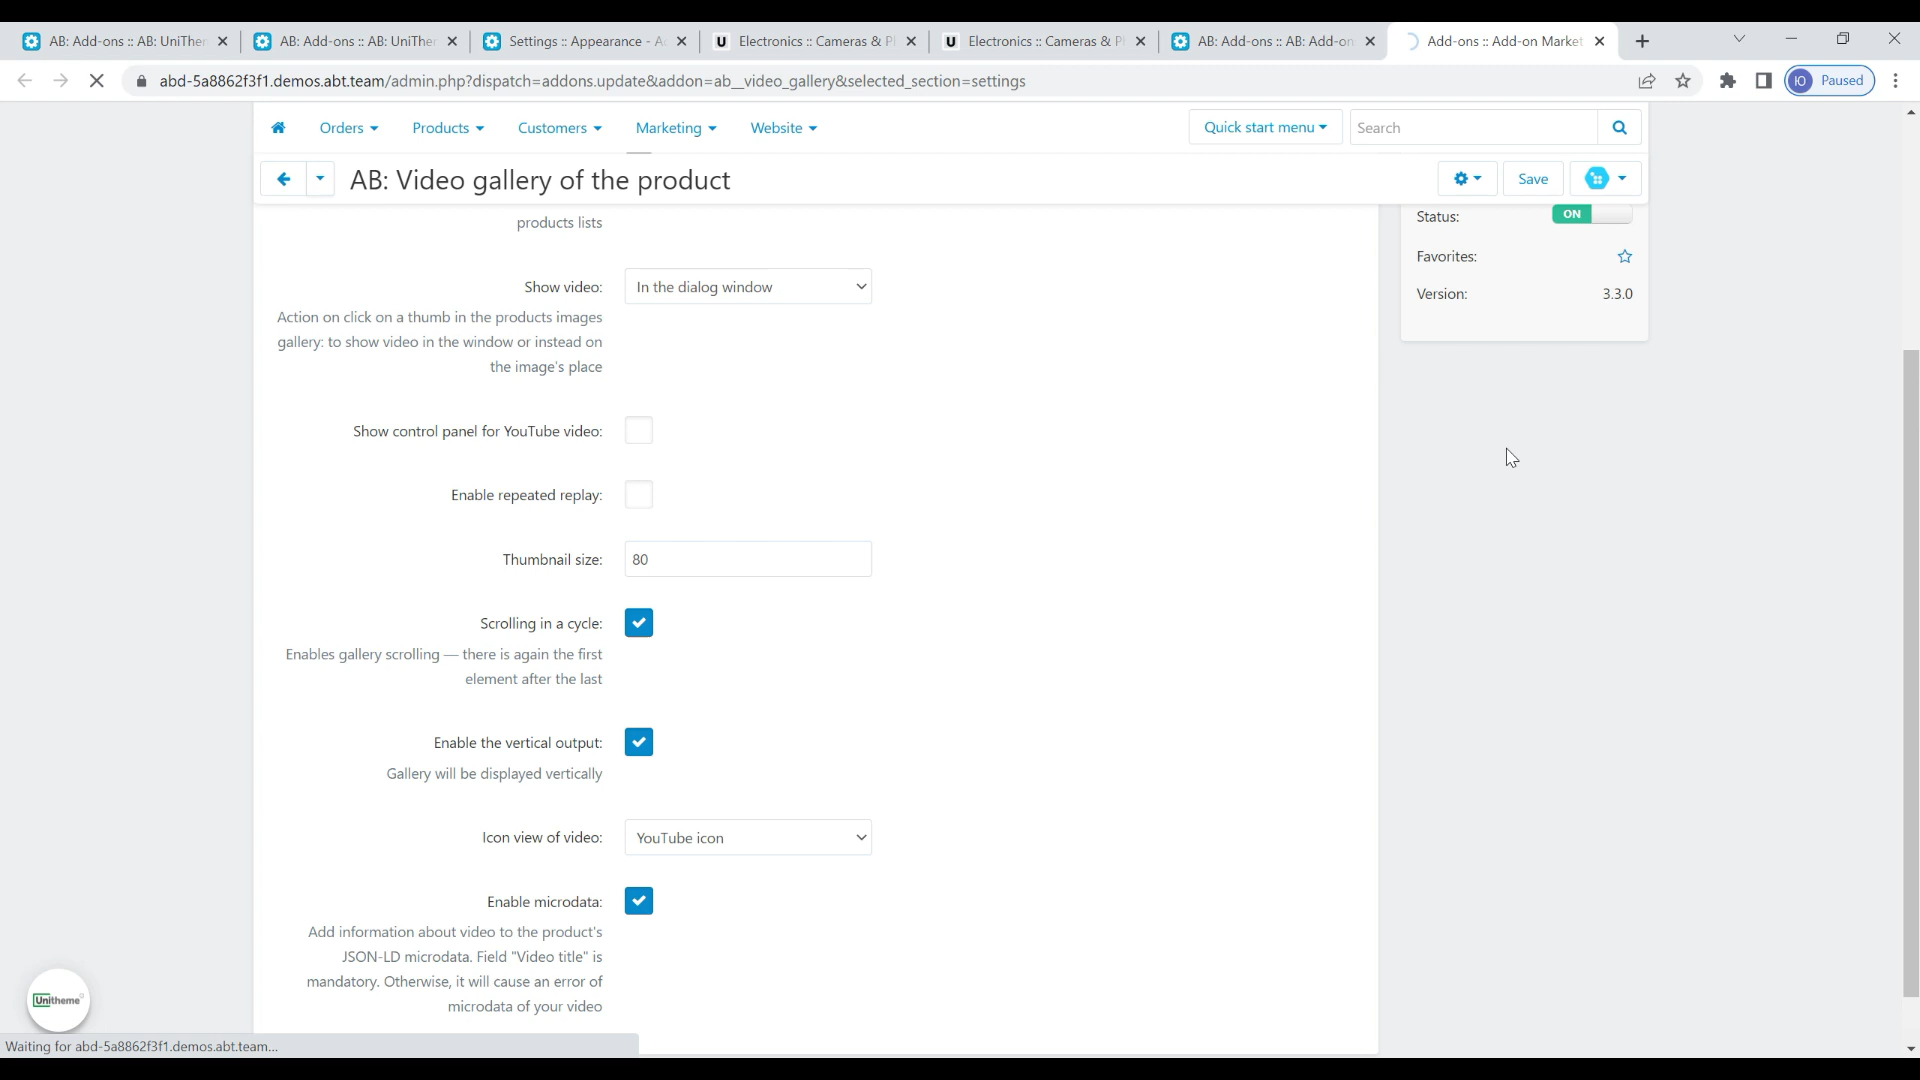 AB: Add-ons :: AB: UniThem
AB: Add-ons :: AB: UniThem
Settings :: Appearance - A
Electronics :: Cameras & P
Electronics :: Cameras & P
AB: Add-ons :: AB: Add-on
Add-ons :: Add-on Market
abd-5a8862f3f1.demos.abt.team/admin.php?dispatch=addons.update&addon=ab__video_gallery&selected_section=settings
Ю Paused
Orders
Products
Customers
Marketing
Website
Quick start menu
Search
AB: Video gallery of the product
Save
products lists
Status:
ON
Favorites:
Version:
3.3.0
Show video:
In the dialog window
Action on click on a thumb in the products images
gallery: to show video in the window or instead on
the image's place
Show control panel for YouTube video:
Enable repeated replay:
Thumbnail size:
80
Scrolling in a cycle:
Enables gallery scrolling — there is again the first
element after the last
Enable the vertical output:
Gallery will be displayed vertically
Icon view of video:
YouTube icon
Enable microdata:
Add information about video to the product's
JSON-LD microdata. Field "Video title" is
mandatory. Otherwise, it will cause an error of
microdata of your video
Unitheme
Waiting for abd-5a8862f3f1.demos.abt.team...